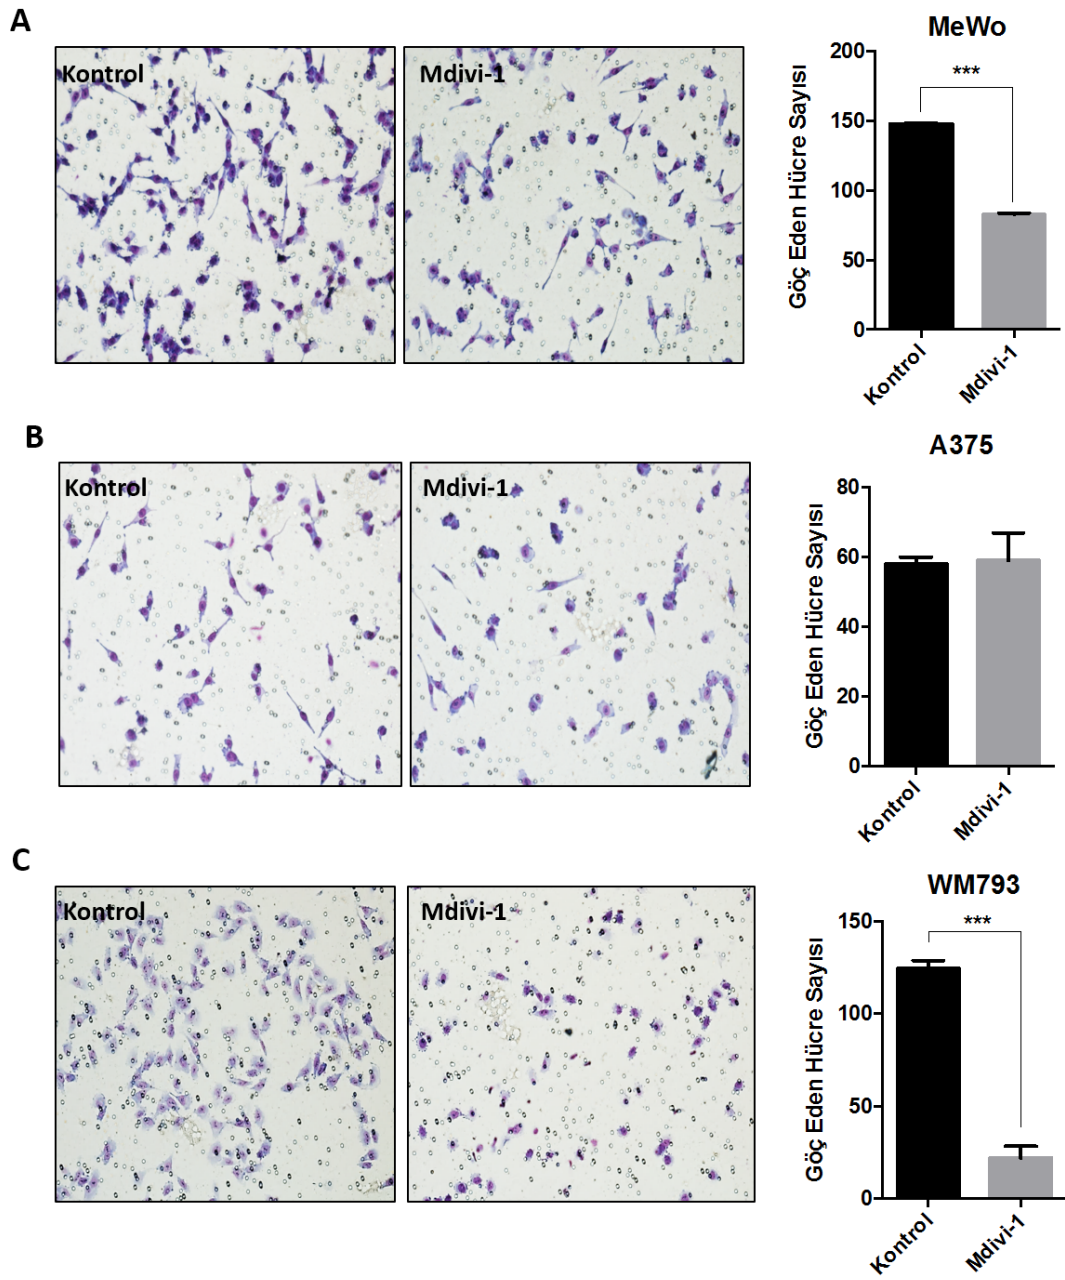 A
Kontrol
Mdivi-1
MeWo
Göç Eden Hücre Sayısı
200
150
100
50
0
***
Kontrol
Mdivi-1
B
Kontrol
Mdivi-1
A375
Göç Eden Hücre Sayısı
80
60
40
20
0
Kontrol
Mdivi-1
C
Kontrol
Mdivi-1
WM793
Göç Eden Hücre Sayısı
150
100
50
0
***
Kontrol
Mdivi-1